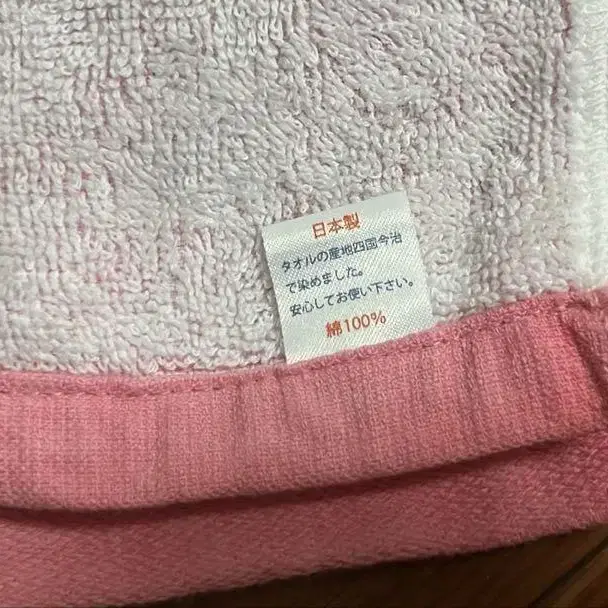 日本製
タオルの産地四国今治
で染めました。
安心してお使い下さい。
綿100%